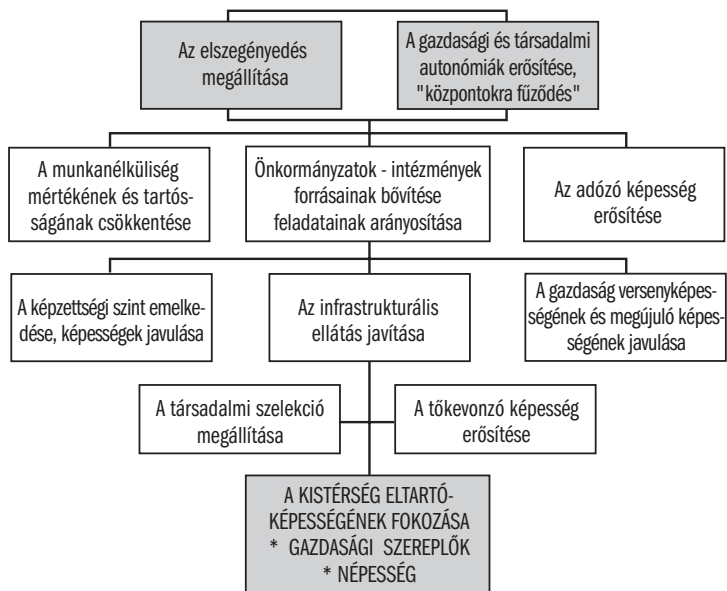 Az elszegényedés
megállítása
A gazdasági és társadalmi
autonómiák erősítése,
"központokra fűződés"
A munkanélküliség
mértékének és tartós-
ságának csökkentése
Önkormányzatok - intézmények
forrásainak bővítése
feladatainak arányosítása
Az adózó képesség
erősítése
A képzettségi szint emelke-
dése, képességek javulása
Az infrastrukturális
ellátás javítása
A gazdaság versenyképes-
ségének és megújuló képes-
ségének javulása
A társadalmi szelekció
megállítása
A tőkevonzó képesség
erősítése
A KISTÉRSÉG ELTARTÓ-
KÉPESSÉGÉNEK FOKOZÁSA
* GAZDASÁGI SZEREPLŐK
* NÉPESSÉG